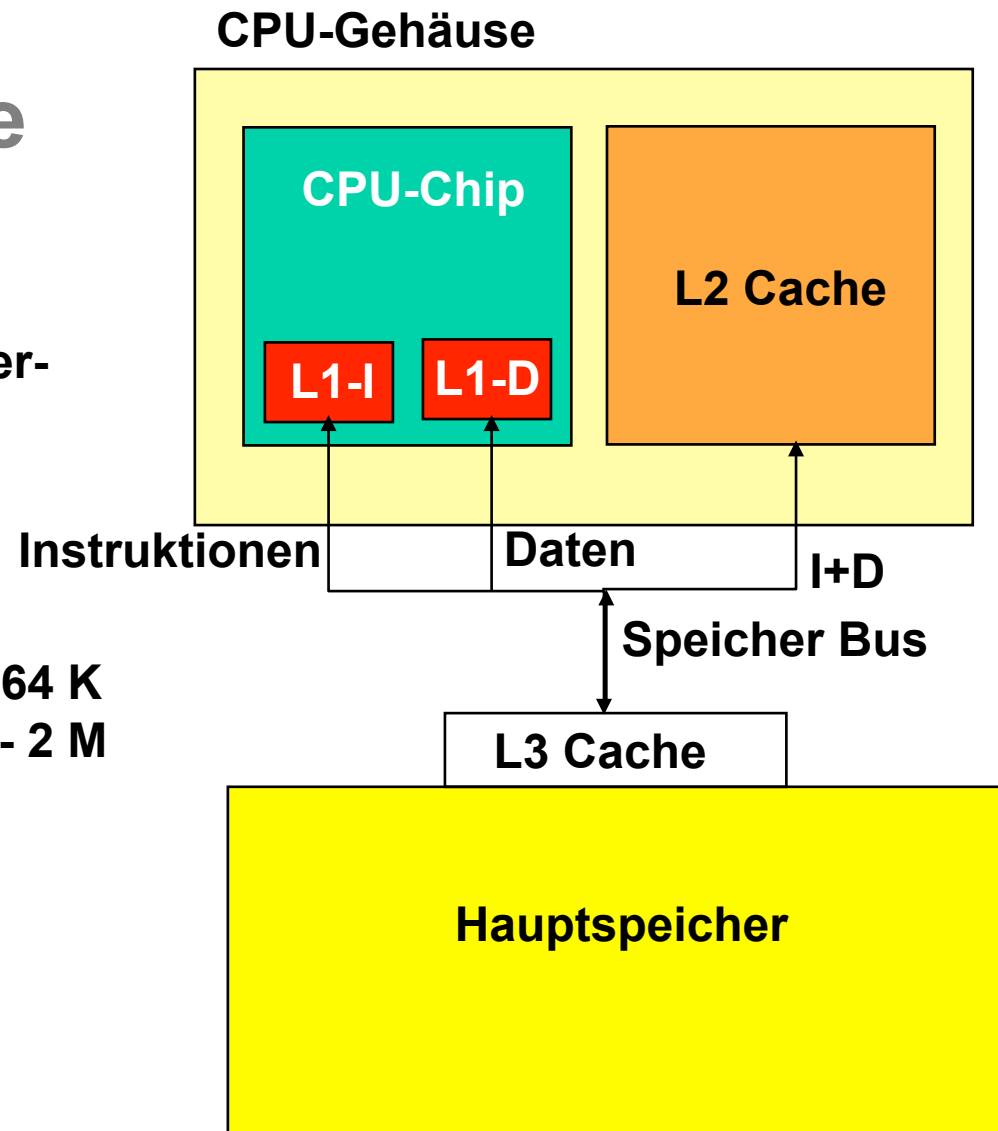 CPU-Gehäuse
e
CPU-Chip
L2 Cache
er-
L1-I
L1-D
Instruktionen
Daten
I+D
Speicher Bus
64 K
- 2 M
L3 Cache
Hauptspeicher